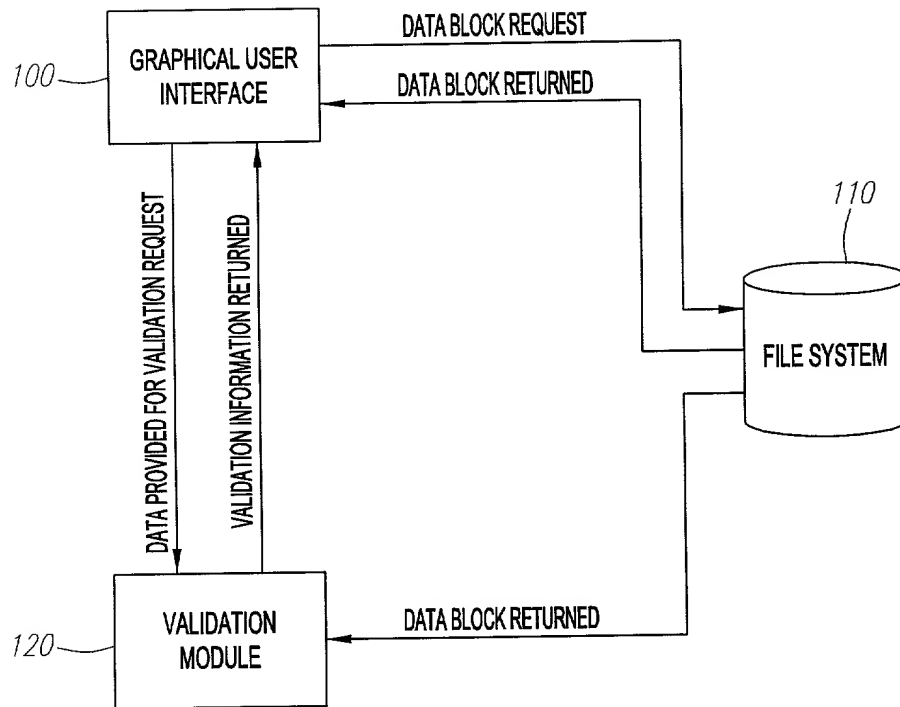 DATA BLOCK REQUEST
100
GRAPHICAL USER
INTERFACE
DATA BLOCK RETURNED
DATA PROVIDED FOR VALIDATION REQUEST
VALIDATION INFORMATION RETURNED
110
FILE SYSTEM
DATA BLOCK RETURNED
120
VALIDATION
MODULE